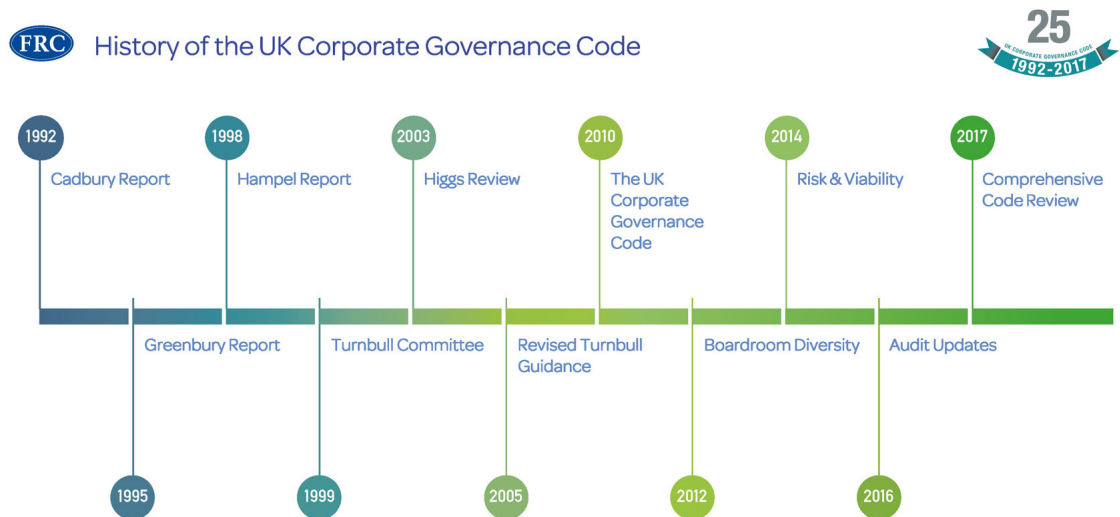 FRC
History of the UK Corporate Governance Code
25
UK CORPORATE GOVERNANCE CODE
1992-2017
1992
1998
2003
2010
2014
2017
Cadbury Report
Hampel Report
Higgs Review
The UK
Corporate
Governance
Code
Risk & Viability
Comprehensive
Code Review
Greenbury Report
Turnbull Committee
Revised Turnbull
Guidance
Boardroom Diversity
Audit Updates
1995
1999
2005
2012
2016